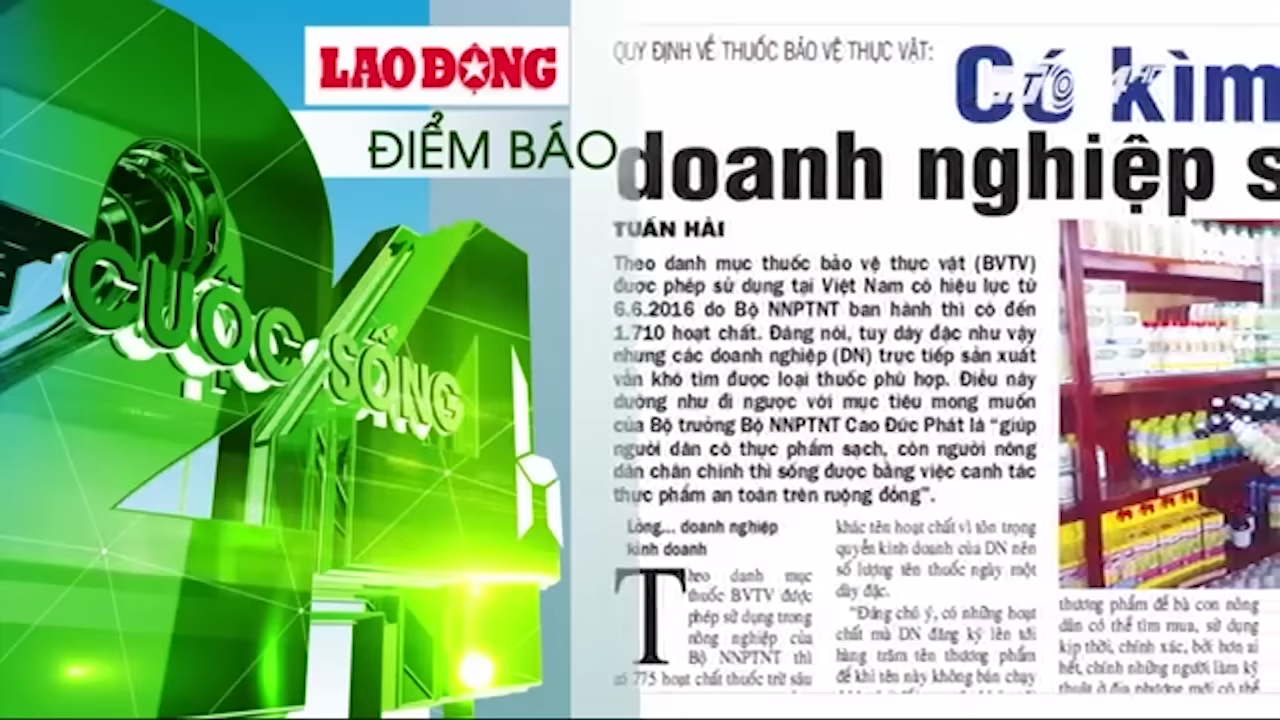 LAO ĐỘNG
ĐIỂM BÁO
CUỘC SỐNG
24h
QUY ĐỊNH VỀ THUỐC BẢO VỆ THỰC VẬT:
Có kìm
doanh nghiệp s
TUẤN HẢI
Theo danh mục thuốc bảo vệ thực vật (BVTV)
được phép sử dụng tại Việt Nam có hiệu lực từ
6.6.2016 do Bộ NNPTNT ban hành thì có đến
1.710 hoạt chất. Đáng nói, tuy dày đặc như vậy
nhưng các doanh nghiệp (DN) trực tiếp sản xuất
vẫn khó tìm được loại thuốc phù hợp. Điều này
dường như đi ngược với mục tiêu mong muốn
của Bộ trưởng Bộ NNPTNT Cao Đức Phát là “giúp
người dân có thực phẩm sạch, còn người nông
dân chân chính thì sống được bằng việc canh tác
thực phẩm an toàn trên ruộng đồng”.
Lòng... doanh nghiệp
kinh doanh
Theo danh mục
thuốc BVTV được
phép sử dụng trong
nông nghiệp của
Bộ NNPTNT thì
có 775 hoạt chất thuốc trừ sâu
khác tên hoạt chất vì tôn trọng
quyền kinh doanh của DN nên
số lượng tên thuốc ngày một
dày đặc.
“Đáng chú ý, có những hoạt
chất mà DN đăng ký lên tới
hàng trăm tên thương phẩm
để khi tên này không bán chạy
thương phẩm để bà con nông
dân có thể tìm mua, sử dụng
kịp thời, chính xác, bởi hơn ai
hết, chính những người làm kỹ
thuật ở địa phương mới có thể